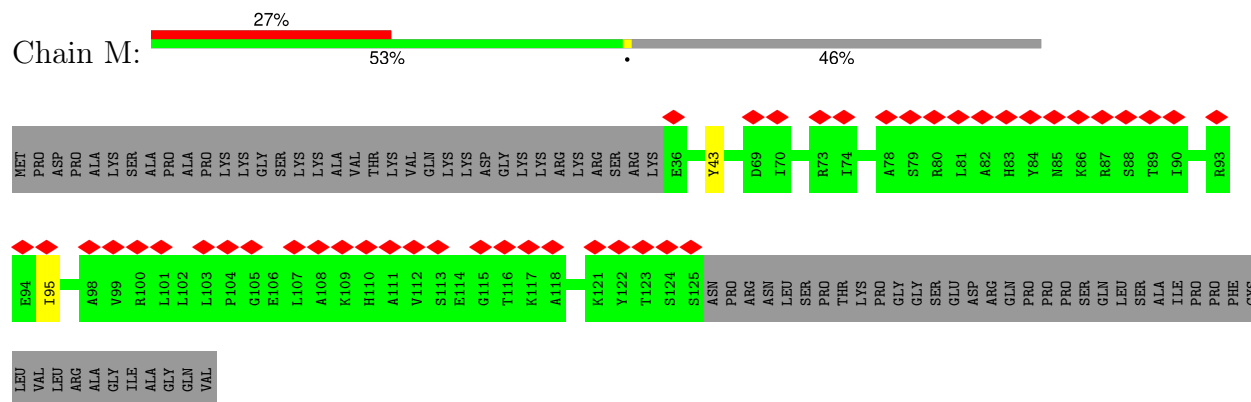 27%
Chain M:
53%
46%
MET PRO ASP PRO ALA LYS SER ALA PRO ALA PRO LYS LYS GLY SER LYS LYS ALA VAL THR LYS VAL GLN LYS LYS ASP GLY LYS LYS ARG LYS ARG SER ARG LYS E36 Y43 D69 I70 R73 I74 A78 S79 R80 L81 A82 H83 Y84 N85 K86 R87 S88 T89 I90 R93
E94 I95 A98 V99 R100 L101 L102 L103 P104 G105 E106 L107 A108 K109 H110 A111 V112 S113 E114 G115 T116 K117 A118 K121 Y122 T123 S124 S125 ASN PRO ARG ASN LEU SER PRO THR LYS PRO GLY GLY SER GLU ASP ARG GLN PRO PRO PRO SER GLN LEU SER ALA ILE PRO PRO PHE
LEU VAL LEU ARG ALA GLY ILE ALA GLY GLN VAL